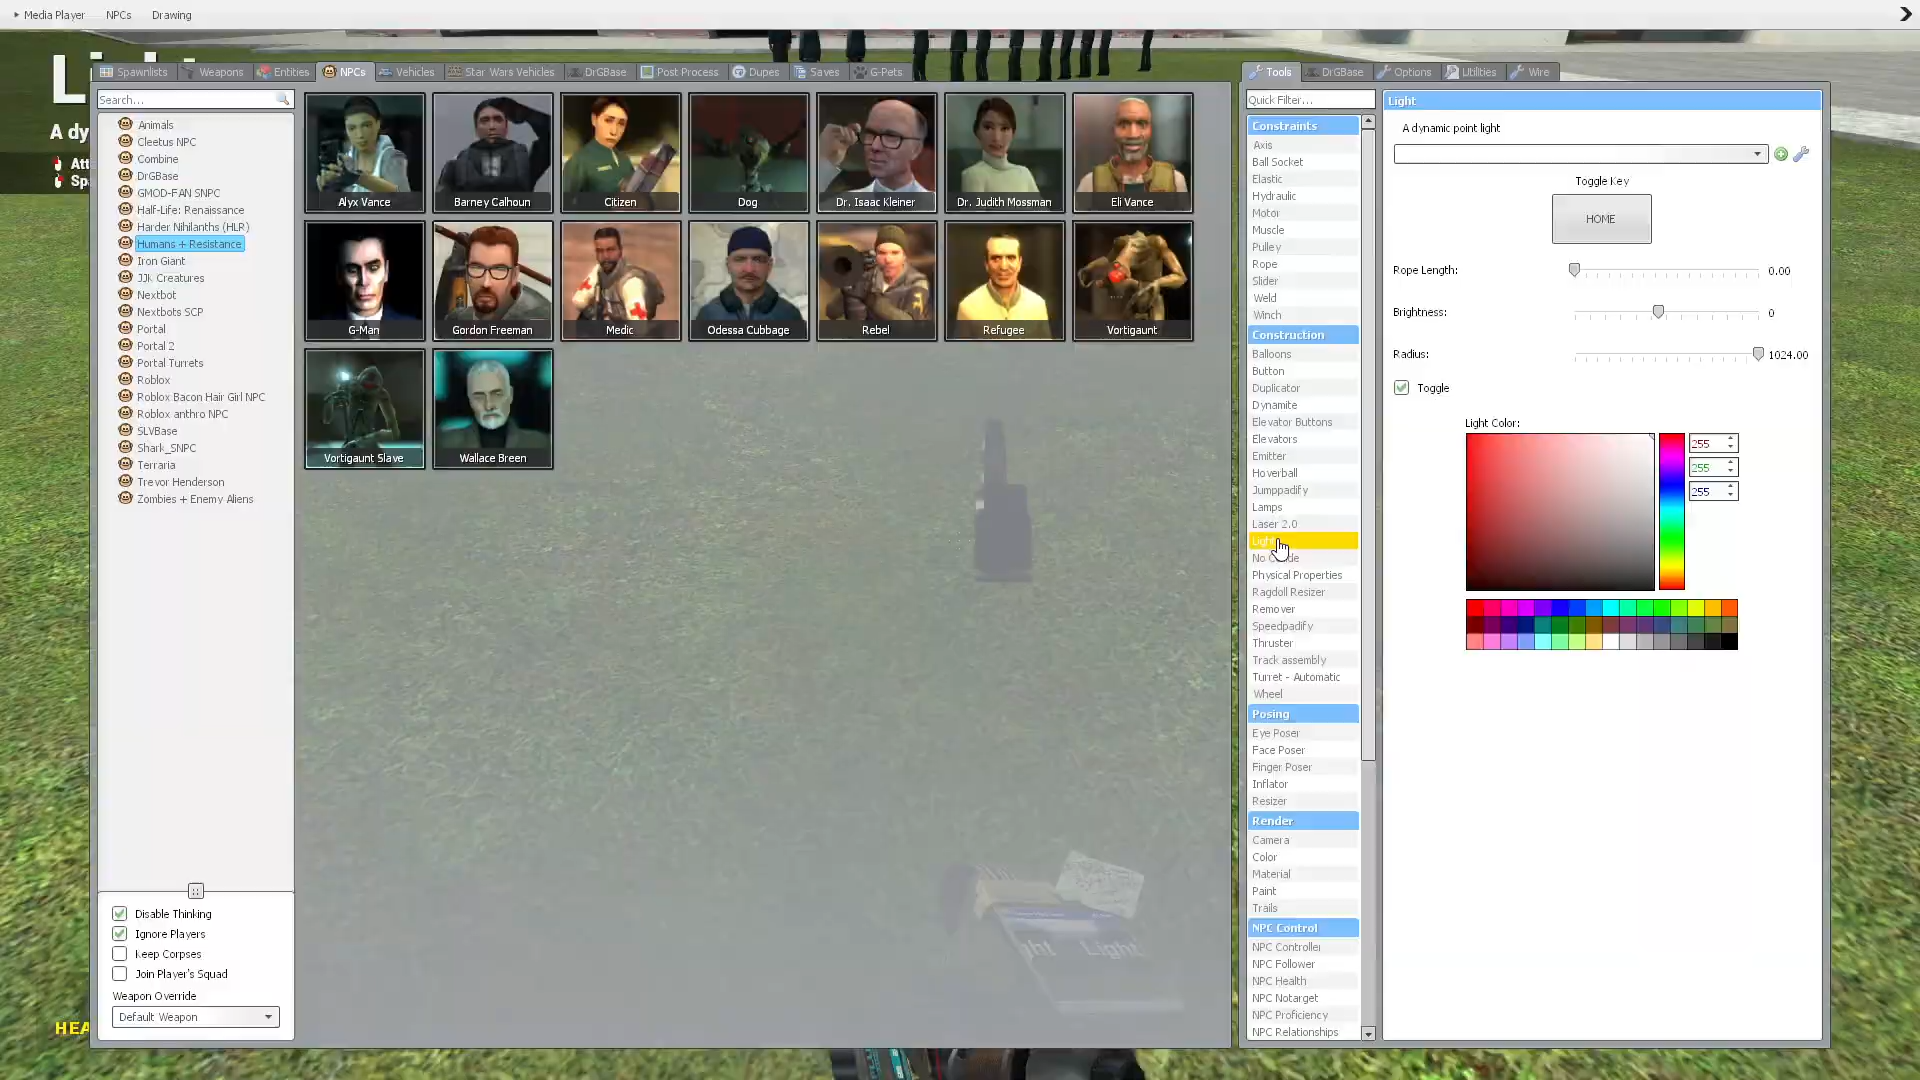 Media Player NPCs Drawing
Li
A dy
Att
Sp
HEA
Spawnlists Weapons Entities NPCs Vehicles Star Wars Vehicles DrGBase Post Process Dupes Saves G-Pets
Search...
Animals
Cleetus NPC
Combine
DrGBase
GMOD-FAN SNPC
Half-Life: Renaissance
Harder Nihilanths (HLR)
Humans + Resistance
Iron Giant
JJk Creatures
Nextbot
Nextbots SCP
Portal
Portal 2
Portal Turrets
Roblox
Roblox Bacon Hair Girl NPC
Roblox anthro NPC
SLVBase
Shark_SNPC
Terraria
Trevor Henderson
Zombies + Enemy Aliens
Disable Thinking
Ignore Players
Keep Corpses
Join Player's Squad
Weapon Override
Default Weapon
Alyx Vance Barney Calhoun Citizen Dog Dr. Isaac Kleiner Dr. Judith Mossman Eli Vance
G-Man Gordon Freeman Medic Odessa Cubbage Rebel Refugee Vortigaunt
Vortigaunt Slave Wallace Breen
ght Light
Tools DrGBase Options Utilities Wire
Quick Filter...
Constraints
Axis
Ball Socket
Elastic
Hydraulic
Motor
Muscle
Pulley
Rope
Slider
Weld
Winch
Construction
Balloons
Button
Duplicator
Dynamite
Elevator Buttons
Elevators
Emitter
Hoverball
Jumppadify
Lamps
Laser 2.0
Light
No
Physical Properties
Ragdoll Resizer
Remover
Speedpadify
Thruster
Track assembly
Turret - Automatic
Wheel
Posing
Eye Poser
Face Poser
Finger Poser
Inflator
Resizer
Render
Camera
Color
Material
Paint
Trails
NPC Control
NPC Controller
NPC Follower
NPC Health
NPC Notarget
NPC Proficiency
NPC Relationships
Light
A dynamic point light
Toggle Key
HOME
Rope Length: 0.00
Brightness: 0
Radius: 1024.00
Toggle
Light Color:
255
255
255